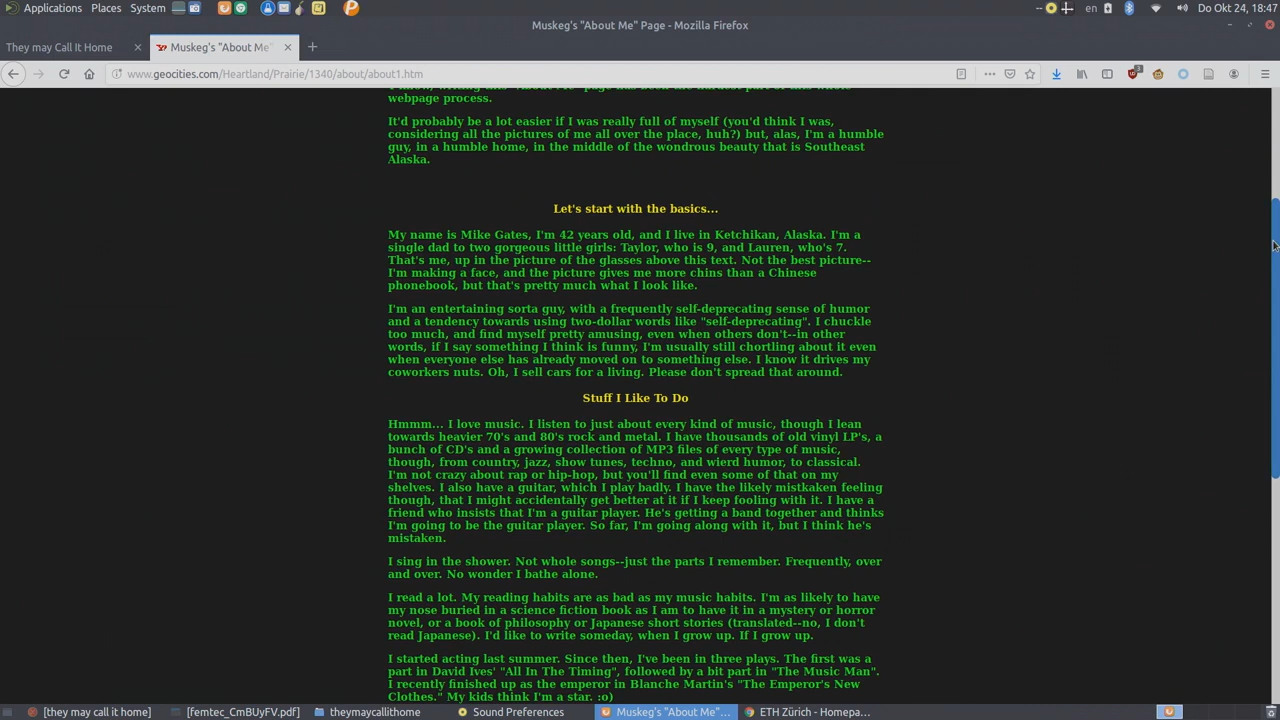 Applications Places System
en
Do Okt 24, 18:47
Muskeg's "About Me" Page - Mozilla Firefox
They may Call It Home
Muskeg's "About Me"
www.geocities.com/Heartland/Prairie/1340/about/about1.htm
3
webpage process.
It'd probably be a lot easier if I was really full of myself (you'd think I was,
considering all the pictures of me all over the place, huh?) but, alas, I'm a humble
guy, in a humble home, in the middle of the wondrous beauty that is Southeast
Alaska.
Let's start with the basics...
My name is Mike Gates, I'm 42 years old, and I live in Ketchikan, Alaska. I'm a
single dad to two gorgeous little girls: Taylor, who is 9, and Lauren, who's 7.
That's me, up in the picture of the glasses above this text. Not the best picture--
I'm making a face, and the picture gives me more chins than a Chinese
phonebook, but that's pretty much what I look like.
I'm an entertaining sorta guy, with a frequently self-deprecating sense of humor
and a tendency towards using two-dollar words like "self-deprecating". I chuckle
too much, and find myself pretty amusing, even when others don't--in other
words, if I say something I think is funny, I'm usually still chortling about it even
when everyone else has already moved on to something else. I know it drives my
coworkers nuts. Oh, I sell cars for a living. Please don't spread that around.
Stuff I Like To Do
Hmmm... I love music. I listen to just about every kind of music, though I lean
towards heavier 70's and 80's rock and metal. I have thousands of old vinyl LP's, a
bunch of CD's and a growing collection of MP3 files of every type of music,
though, from country, jazz, show tunes, techno, and wierd humor, to classical.
I'm not crazy about rap or hip-hop, but you'll find even some of that on my
shelves. I also have a guitar, which I play badly. I have the likely mistkaken feeling
though, that I might accidentally get better at it if I keep fooling with it. I have a
friend who insists that I'm a guitar player. He's getting a band together and thinks
I'm going to be the guitar player. So far, I'm going along with it, but I think he's
mistaken.
I sing in the shower. Not whole songs--just the parts I remember. Frequently, over
and over. No wonder I bathe alone.
I read a lot. My reading habits are as bad as my music habits. I'm as likely to have
my nose buried in a science fiction book as I am to have it in a mystery or horror
novel, or a book of philosophy or Japanese short stories (translated--no, I don't
read Japanese). I'd like to write someday, when I grow up. If I grow up.
I started acting last summer. Since then, I've been in three plays. The first was a
part in David Ives' "All In The Timing", followed by a bit part in "The Music Man".
I recently finished up as the emperor in Blanche Martin's "The Emperor's New
Clothes." My kids think I'm a star. :o)
[they may call it home] [femtec_CmBUyFV.pdf] theymaycallithome Sound Preferences Muskeg's "About Me"... ETH Zürich - Homepa...